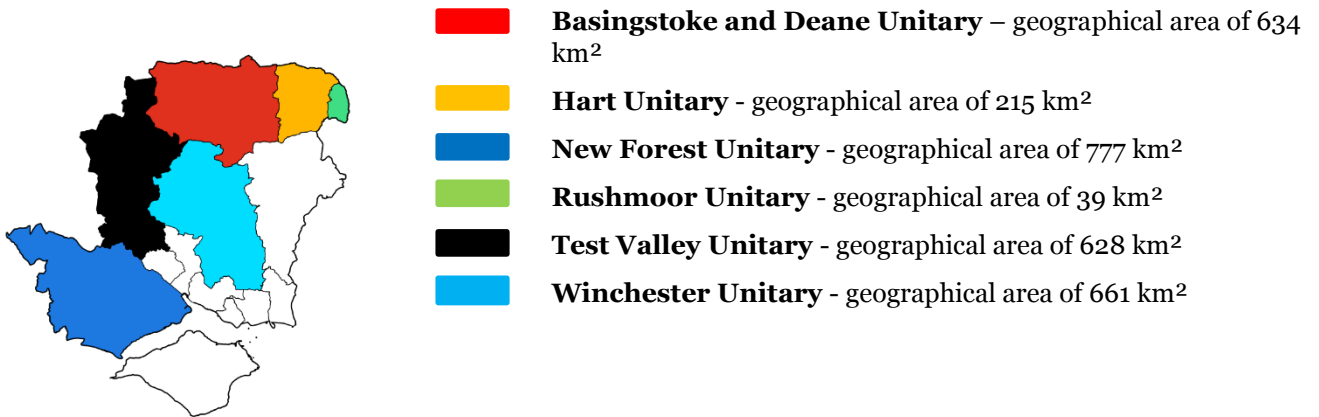 Basingstoke and Deane Unitary – geographical area of 634
km²
Hart Unitary - geographical area of 215 km²
New Forest Unitary - geographical area of 777 km²
Rushmoor Unitary - geographical area of 39 km²
Test Valley Unitary - geographical area of 628 km²
Winchester Unitary - geographical area of 661 km²